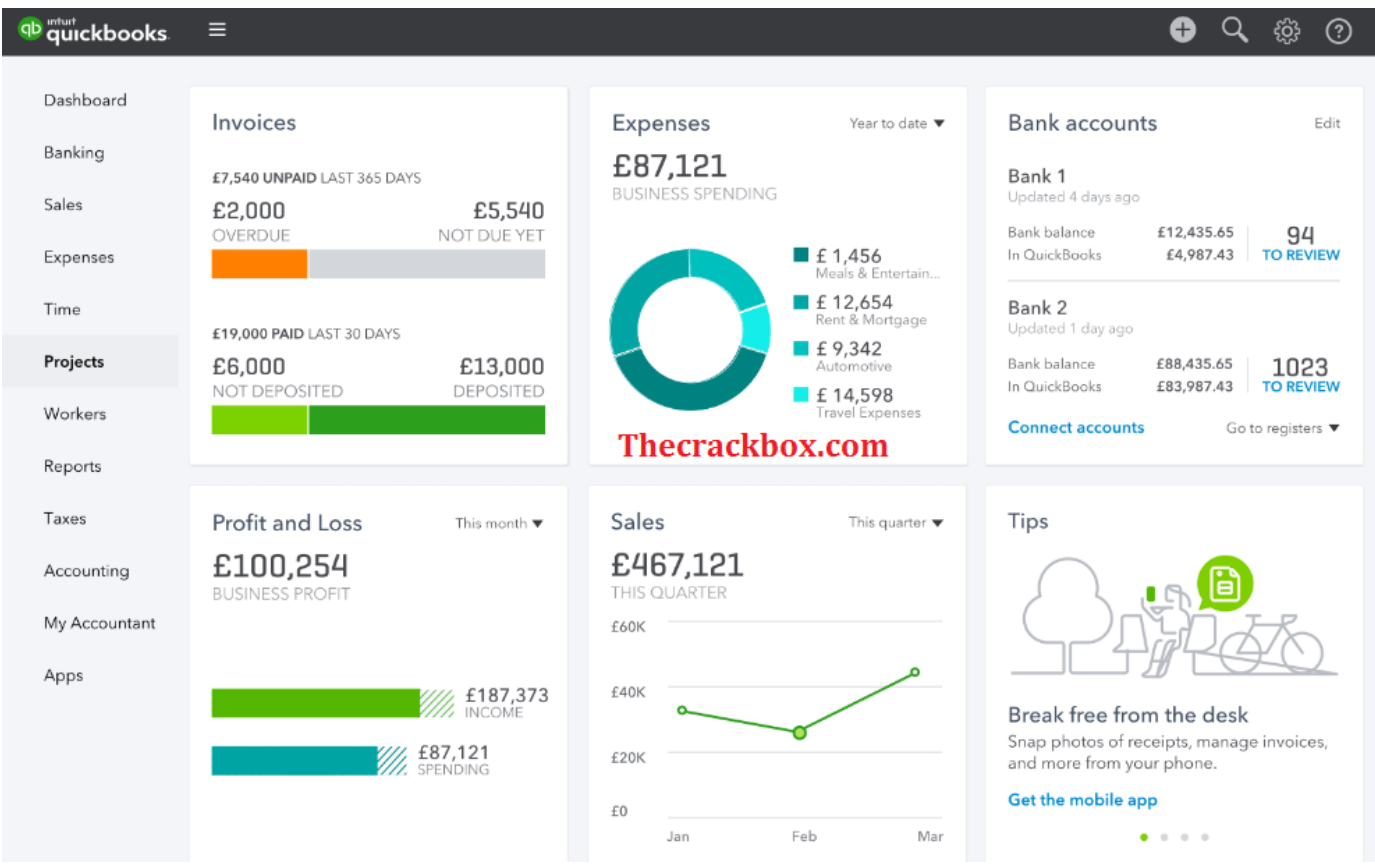 intuit
qb quickbooks.
Dashboard
Banking
Sales
Expenses
Time
Projects
Workers
Reports
Taxes
Accounting
My Accountant
Apps
Invoices
£7,540 UNPAID LAST 365 DAYS
£2,000 £5,540
OVERDUE NOT DUE YET
£19,000 PAID LAST 30 DAYS
£6,000 £13,000
NOT DEPOSITED DEPOSITED
Expenses Year to date
£87,121
BUSINESS SPENDING
£ 1,456
Meals & Entertain...
£ 12,654
Rent & Mortgage
£ 9,342
Automotive
£ 14,598
Travel Expenses
Thecrackbox.com
Bank accounts Edit
Bank 1
Updated 4 days ago
Bank balance £12,435.65 94
In QuickBooks £4,987.43 TO REVIEW
Bank 2
Updated 1 day ago
Bank balance £88,435.65 1023
In QuickBooks £83,987.43 TO REVIEW
Connect accounts Go to registers
Profit and Loss This month
£100,254
BUSINESS PROFIT
£187,373
INCOME
£87,121
SPENDING
Sales This quarter
£467,121
THIS QUARTER
£60K
£40K
£20K
£0
Jan Feb Mar
Tips
Break free from the desk
Snap photos of receipts, manage invoices,
and more from your phone.
Get the mobile app